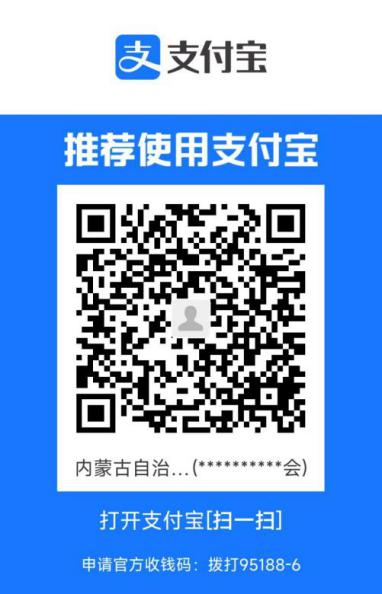 支 支付宝
推荐使用支付宝
内蒙古自治...(**********会)
打开支付宝[扫一扫]
申请官方收钱码：拨打95188-6